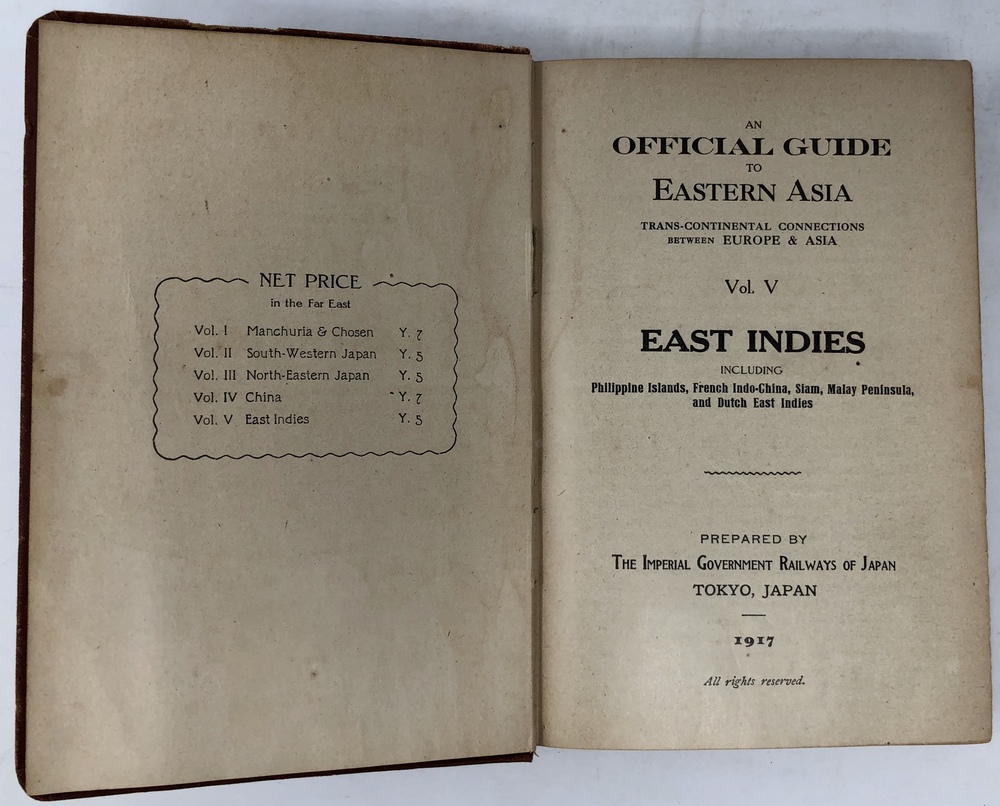 NET PRICE
in the Far East
Vol. I Manchuria & Chosen Y. 7
Vol. II South-Western Japan Y. 5
Vol. III North-Eastern Japan Y. 5
Vol. IV China Y. 7
Vol. V East Indies Y. 5
AN
OFFICIAL GUIDE
TO
EASTERN ASIA
TRANS-CONTINENTAL CONNECTIONS
BETWEEN EUROPE & ASIA
Vol. V
EAST INDIES
INCLUDING
Philippine Islands, French Indo-China, Siam, Malay Peninsula,
and Dutch East Indies
PREPARED BY
THE IMPERIAL GOVERNMENT RAILWAYS OF JAPAN
TOKYO, JAPAN
1917
All rights reserved.